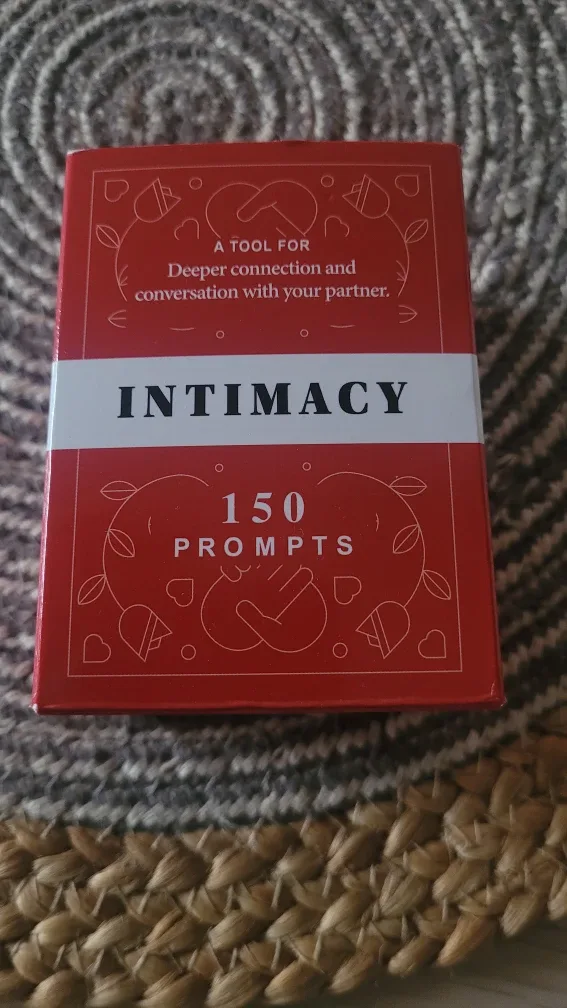 A TOOL FOR
Deeper connection and
conversation with your partner.
INTIMACY
150
PROMPTS